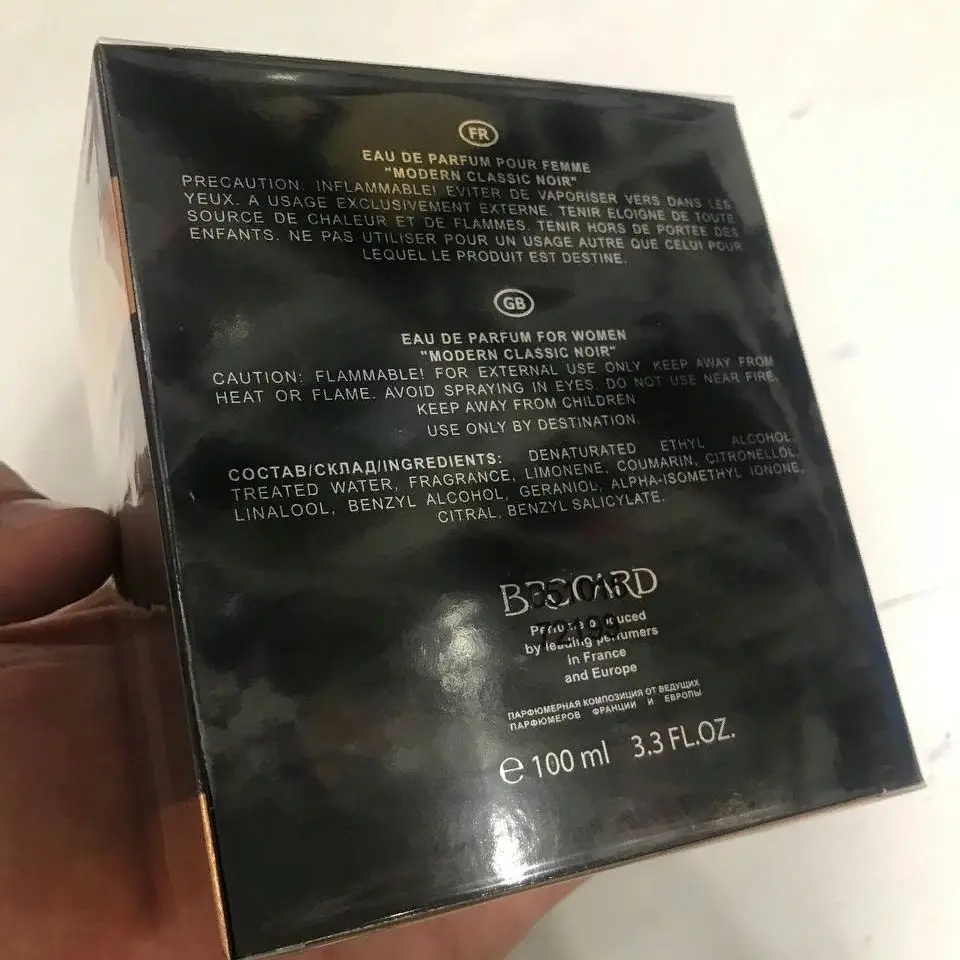 FR
EAU DE PARFUM POUR FEMME
"MODERN CLASSIC NOIR"
PRECAUTION: INFLAMMABLE! EVITER DE VAPORISER VERS DANS LES
YEUX. A USAGE EXCLUSIVEMENT EXTERNE. TENIR ELOIGNE DE TOUTE
SOURCE DE CHALEUR ET DE FLAMMES. TENIR HORS DE PORTEE DES
ENFANTS. NE PAS UTILISER POUR UN USAGE AUTRE QUE CELUI POUR
LEQUEL LE PRODUIT EST DESTINE.
GB
EAU DE PARFUM FOR WOMEN
"MODERN CLASSIC NOIR"
CAUTION: FLAMMABLE! FOR EXTERNAL USE ONLY KEEP AWAY FROM
HEAT OR FLAME. AVOID SPRAYING IN EYES. DO NOT USE NEAR FIRE.
KEEP AWAY FROM CHILDREN
USE ONLY BY DESTINATION.
СОСТАВ/СКЛАД/INGREDIENTS: DENATURATED ETHYL ALCOHOL,
TREATED WATER, FRAGRANCE, LIMONENE, COUMARIN, CITRONELLOL,
LINALOOL, BENZYL ALCOHOL, GERANIOL, ALPHA-ISOMETHYL IONONE,
CITRAL, BENZYL SALICYLATE.
Perfume produced
by leading perfumers
in France
and Europe
ПАРФЮМЕРНАЯ КОМПОЗИЦИЯ ОТ ВЕДУЩИХ
ПАРФЮМЕРОВ ФРАНЦИИ И ЕВРОПЫ
e 100 ml 3.3 FL.OZ.